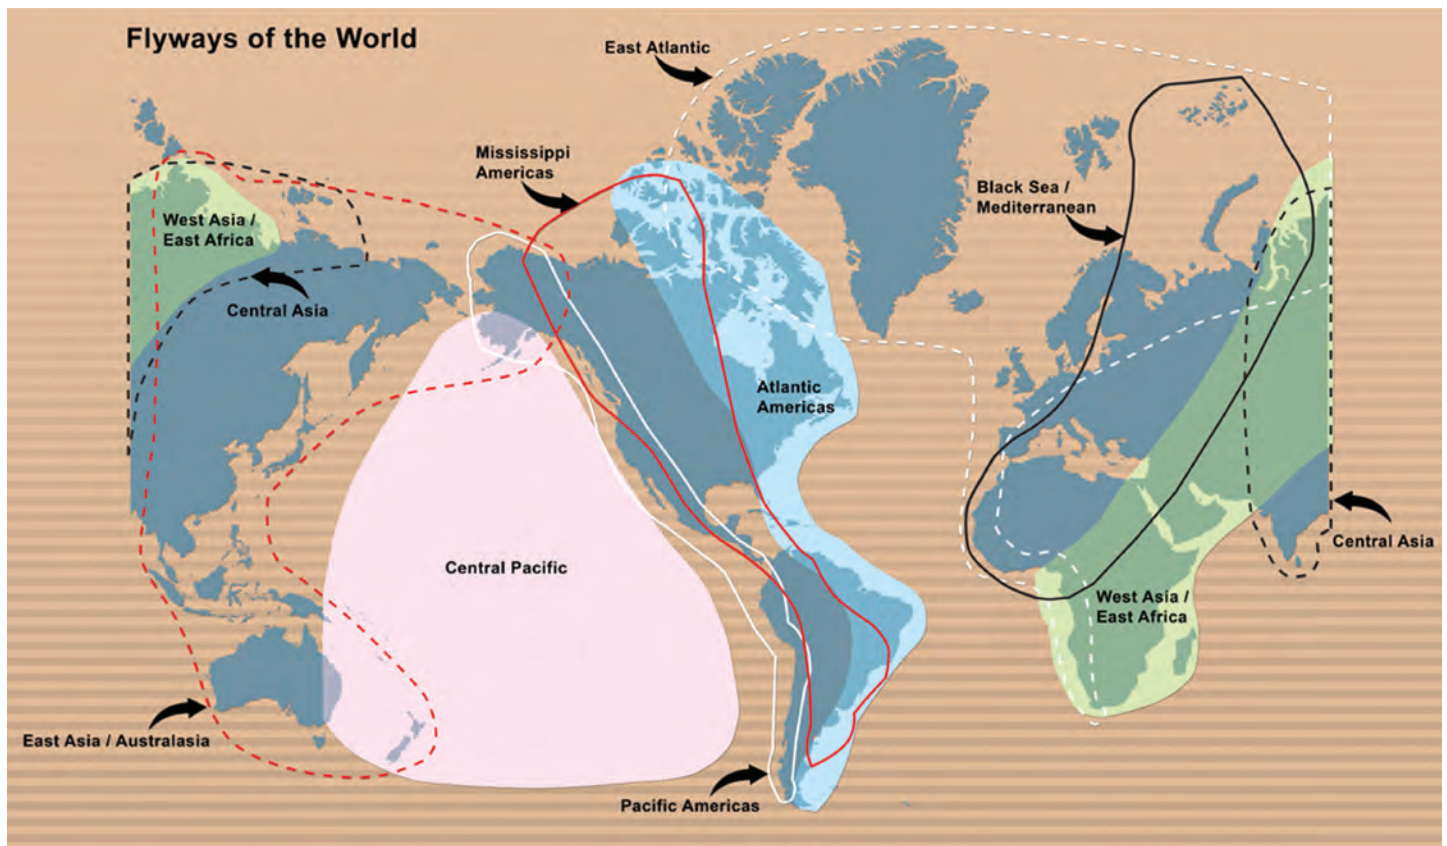 Flyways of the World
East Atlantic
Mississippi
Americas
Black Sea /
Mediterranean
West Asia /
East Africa
Central Asia
Atlantic
Americas
Central Pacific
Central Asia
West Asia /
East Africa
East Asia / Australasia
Pacific Americas